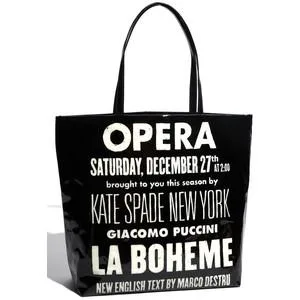 OPERA
SATURDAY, DECEMBER 27th AT 2:00
brought to you this season by
KATE SPADE NEW YORK
GIACOMO PUCCINI
LA BOHEME
NEW ENGLISH TEXT BY MARCO DESTRU